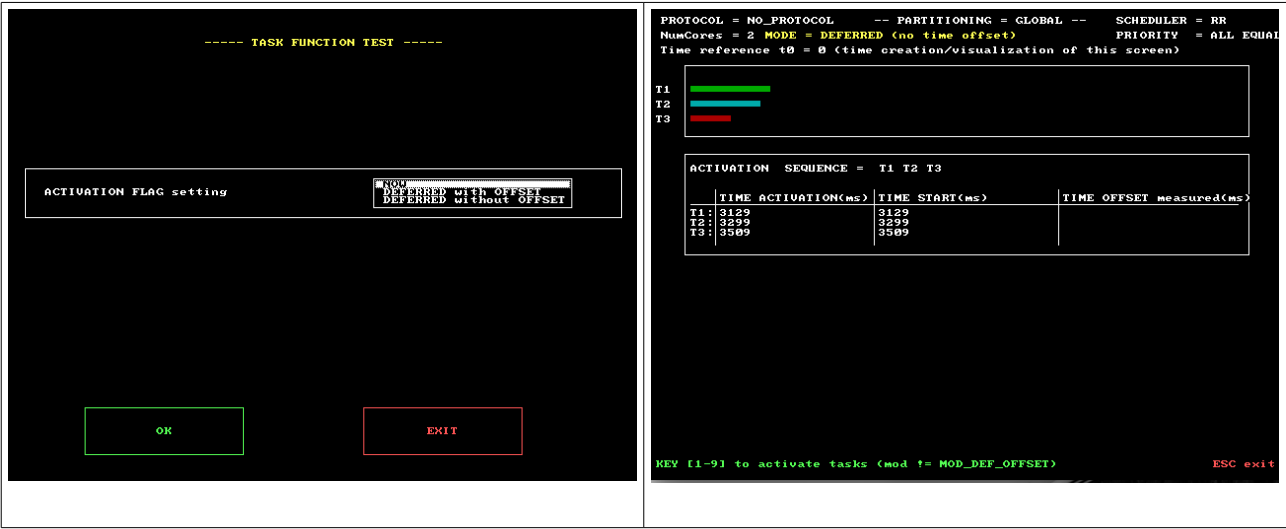 ----- TASK FUNCTION TEST -----
ACTIVATION FLAG setting
NOW
DEFERRED with OFFSET
DEFERRED without OFFSET
OK
EXIT
PROTOCOL = NO_PROTOCOL -- PARTITIONING = GLOBAL -- SCHEDULER = RR
NumCores = 2 MODE = DEFERRED (no time offset) PRIORITY = ALL EQUAL
Time reference t0 = 0 (time creation/visualization of this screen)
T1
T2
T3
ACTIVATION SEQUENCE = T1 T2 T3
TIME ACTIVATION(ms) TIME START(ms) TIME OFFSET measured(ms)
T1: 3129 3129
T2: 3299 3299
T3: 3509 3509
KEY [1-9] to activate tasks (mod != MOD_DEF_OFFSET) ESC exit